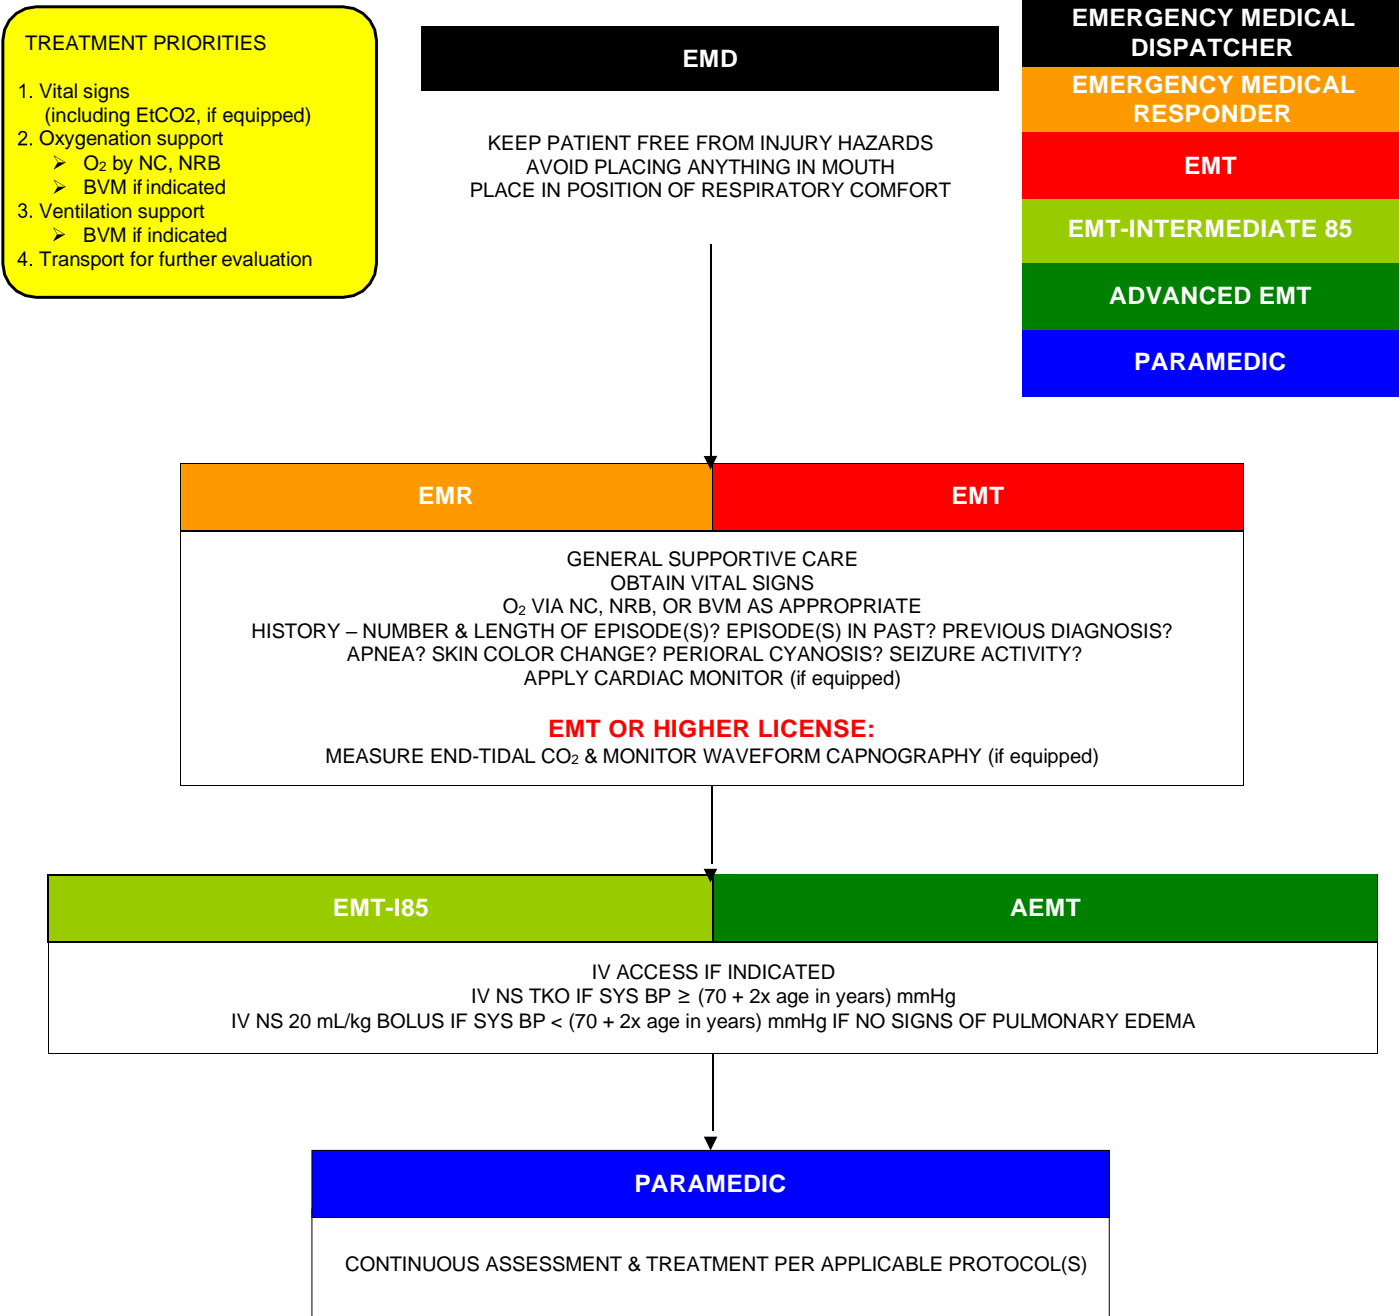 TREATMENT PRIORITIES
1. Vital signs
(including EtCO2, if equipped)
2. Oxygenation support
➢ O₂ by NC, NRB
➢ BVM if indicated
3. Ventilation support
➢ BVM if indicated
4. Transport for further evaluation
EMD
KEEP PATIENT FREE FROM INJURY HAZARDS
AVOID PLACING ANYTHING IN MOUTH
PLACE IN POSITION OF RESPIRATORY COMFORT
EMERGENCY MEDICAL
DISPATCHER
EMERGENCY MEDICAL
RESPONDER
EMT
EMT-INTERMEDIATE 85
ADVANCED EMT
PARAMEDIC
EMR
EMT
GENERAL SUPPORTIVE CARE
OBTAIN VITAL SIGNS
O₂ VIA NC, NRB, OR BVM AS APPROPRIATE
HISTORY – NUMBER & LENGTH OF EPISODE(S)? EPISODE(S) IN PAST? PREVIOUS DIAGNOSIS?
APNEA? SKIN COLOR CHANGE? PERIORAL CYANOSIS? SEIZURE ACTIVITY?
APPLY CARDIAC MONITOR (if equipped)
EMT OR HIGHER LICENSE:
MEASURE END-TIDAL CO₂ & MONITOR WAVEFORM CAPNOGRAPHY (if equipped)
EMT-I85
AEMT
IV ACCESS IF INDICATED
IV NS TKO IF SYS BP ≥ (70 + 2x age in years) mmHg
IV NS 20 mL/kg BOLUS IF SYS BP < (70 + 2x age in years) mmHg IF NO SIGNS OF PULMONARY EDEMA
PARAMEDIC
CONTINUOUS ASSESSMENT & TREATMENT PER APPLICABLE PROTOCOL(S)